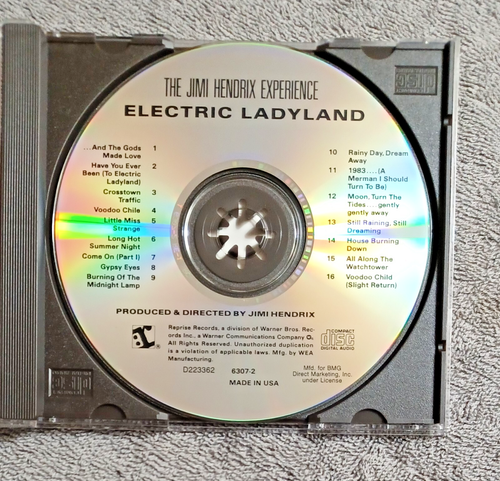 THE JIMI HENDRIX EXPERIENCE
ELECTRIC LADYLAND
...And The Gods 1
Made Love
Have You Ever 2
Been (To Electric
Ladyland)
Crosstown 3
Traffic
Voodoo Chile 4
Little Miss 5
Strange
Long Hot 6
Summer Night
Come On (Part I) 7
Gypsy Eyes 8
Burning Of The 9
Midnight Lamp
10 Rainy Day, Dream
Away
11 1983....(A
Merman I Should
Turn To Be)
12 Moon, Turn The
Tides....gently
gently away
13 Still Raining, Still
Dreaming
14 House Burning
Down
15 All Along The
Watchtower
16 Voodoo Child
(Slight Return)
PRODUCED & DIRECTED BY JIMI HENDRIX
Reprise Records, a division of Warner Bros. Rec-
ords Inc., a Warner Communications Company
All Rights Reserved. Unauthorized duplication
is a violation of applicable laws. Mfg. by WEA
Manufacturing.
COMPACT
disc
DIGITAL AUDIO
D223362 6307-2
MADE IN USA
Mfd. for BMG
Direct Marketing, Inc.
under License